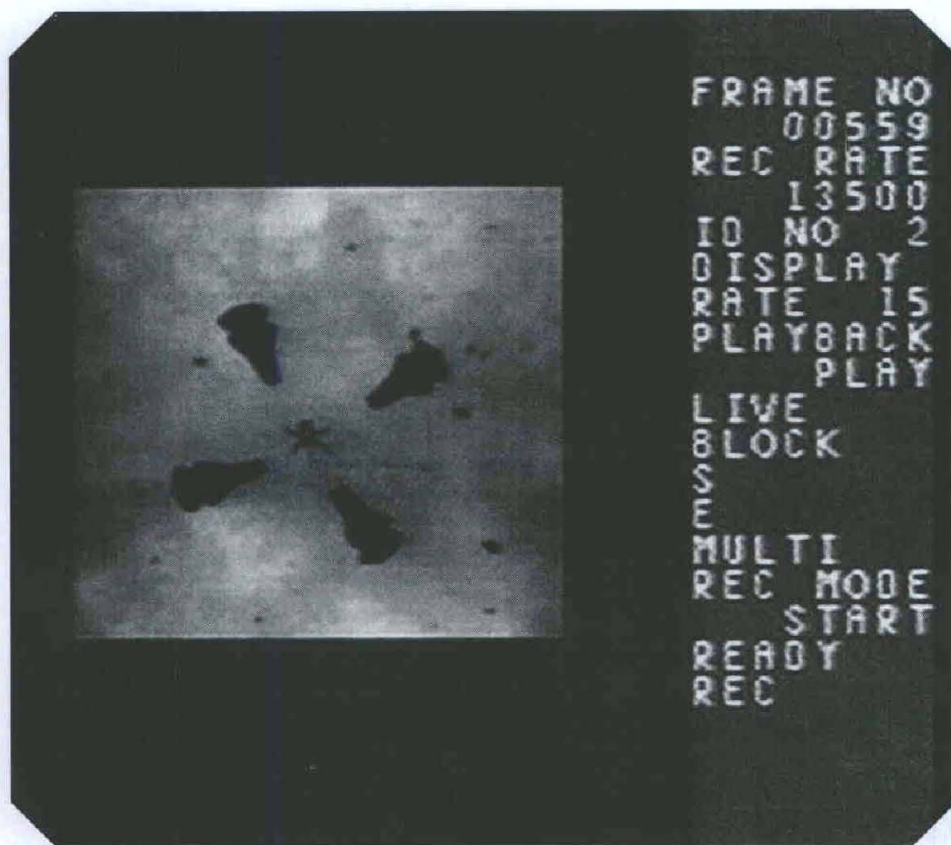 FRAME NO
00559
REC RATE
13500
ID NO 2
DISPLAY
RATE 15
PLAYBACK
PLAY
LIVE
BLOCK
S
E
MULTI
REC MODE
START
READY
REC